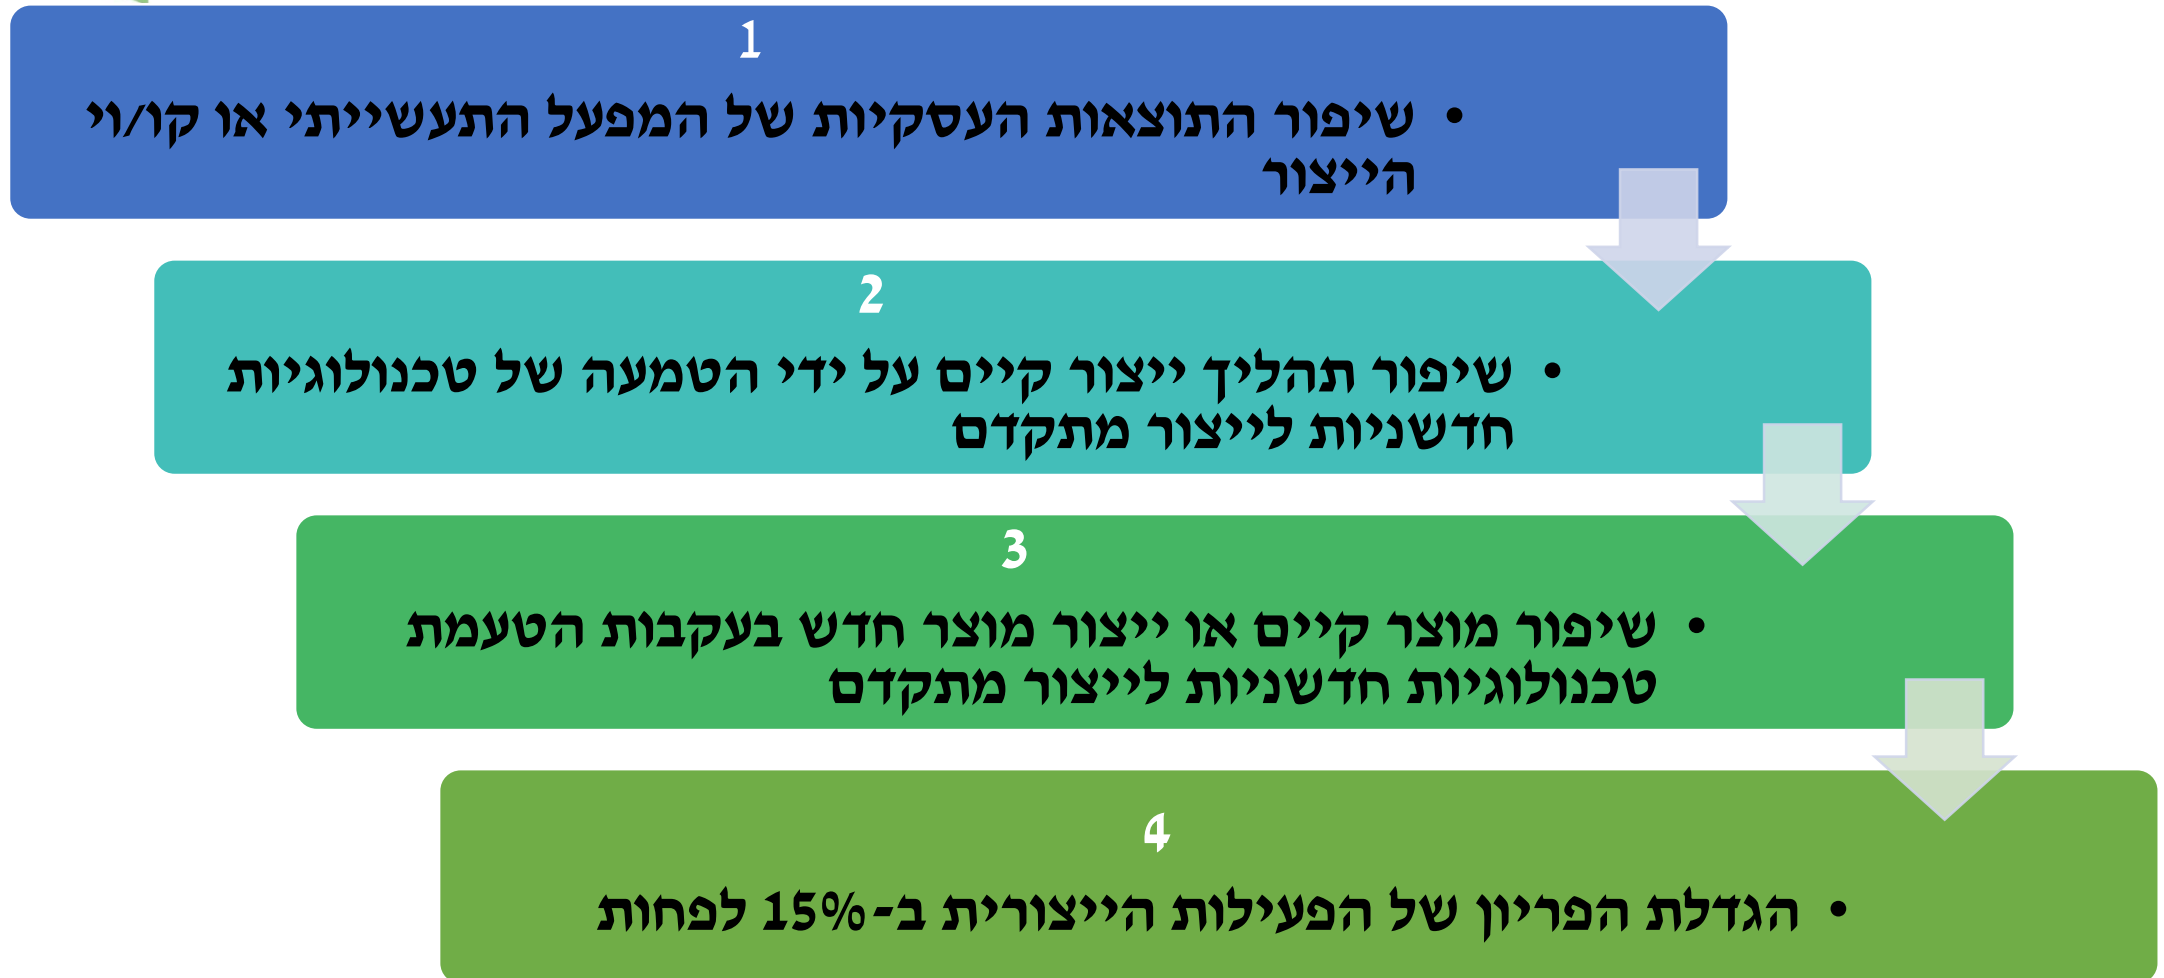 1
• שיפור התוצאות העסקיות של המפעל התעשייתי או קו/וי
הייצור
2
• שיפור תהליך ייצור קיים על ידי הטמעה של טכנולוגיות
חדשניות לייצור מתקדם
3
• שיפור מוצר קיים או ייצור מוצר חדש בעקבות הטעמת
טכנולוגיות חדשניות לייצור מתקדם
4
• הגדלת הפריון של הפעילות הייצורית ב-15% לפחות